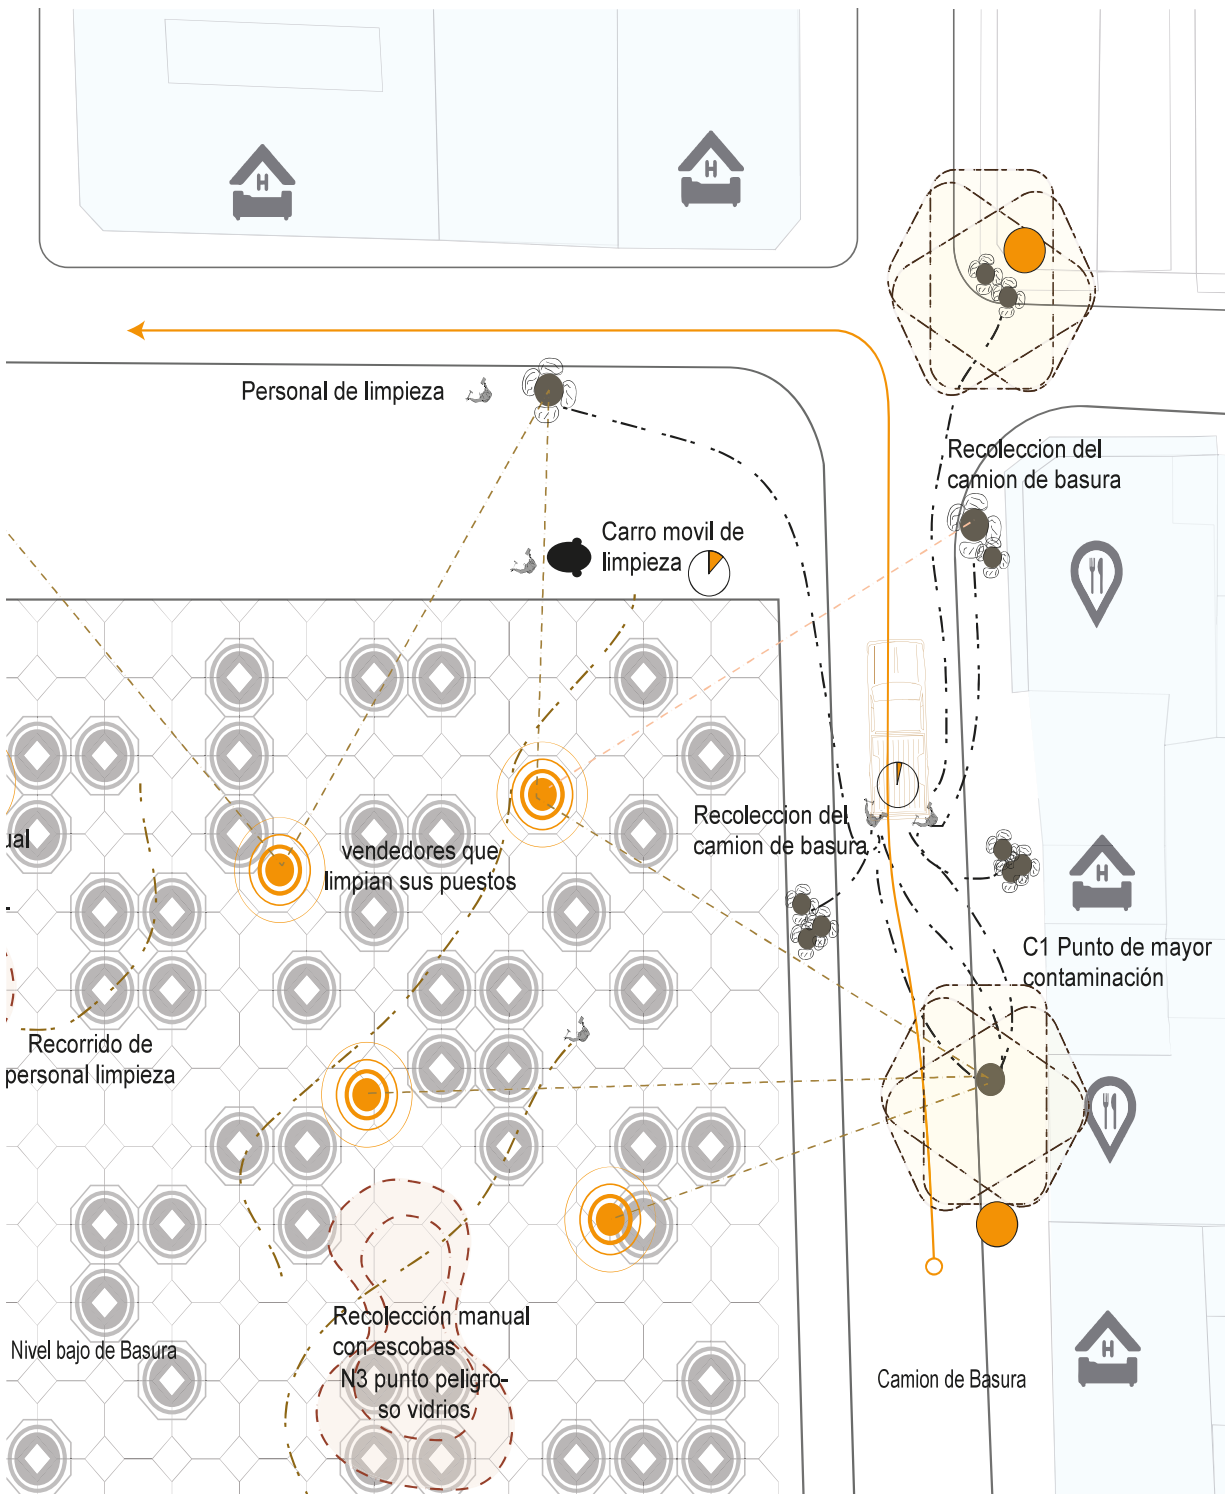 H
H
Personal de limpieza
Recoleccion del
camion de basura
Carro movil de
limpieza
Recoleccion del
camion de basura
ual
vendedores que
limpian sus puestos
H
C1 Punto de mayor
contaminación
Recorrido de
personal limpieza
Recolección manual
con escobas
N3 punto peligro-
so vidrios
Nivel bajo de Basura
Camion de Basura
H